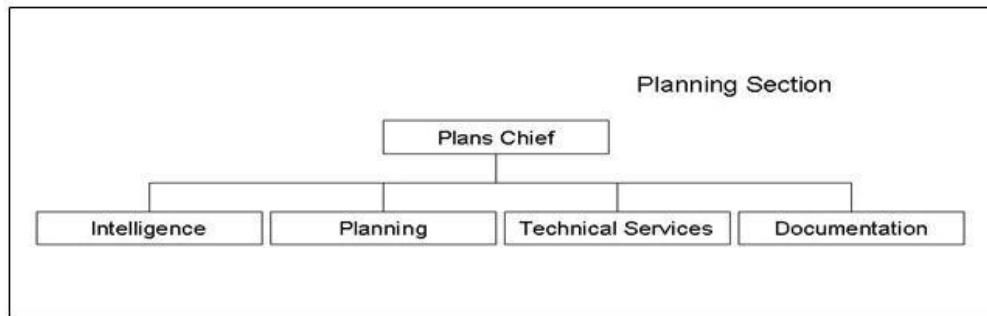 Planning Section
Plans Chief
Intelligence
Planning
Technical Services
Documentation